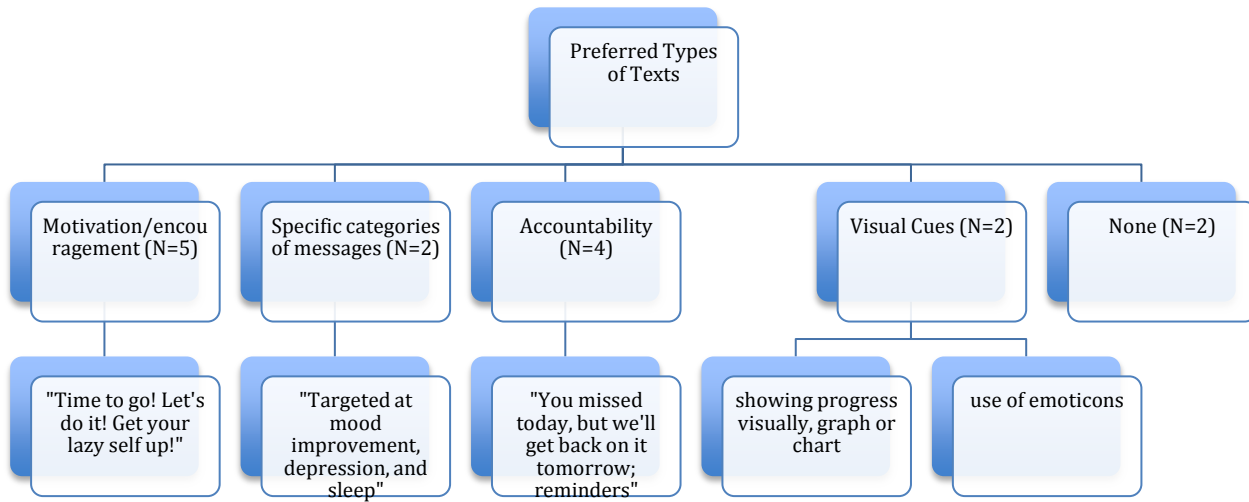 Preferred Types
of Texts
Motivation/encou
ragement (N=5)
Specific categories
of messages (N=2)
Accountability
(N=4)
Visual Cues (N=2)
None (N=2)
"Time to go! Let's
do it! Get your
lazy self up!"
"Targeted at
mood
improvement,
depression, and
sleep"
"You missed
today, but we'll
get back on it
tomorrow;
reminders"
showing progress
visually, graph or
chart
use of emoticons